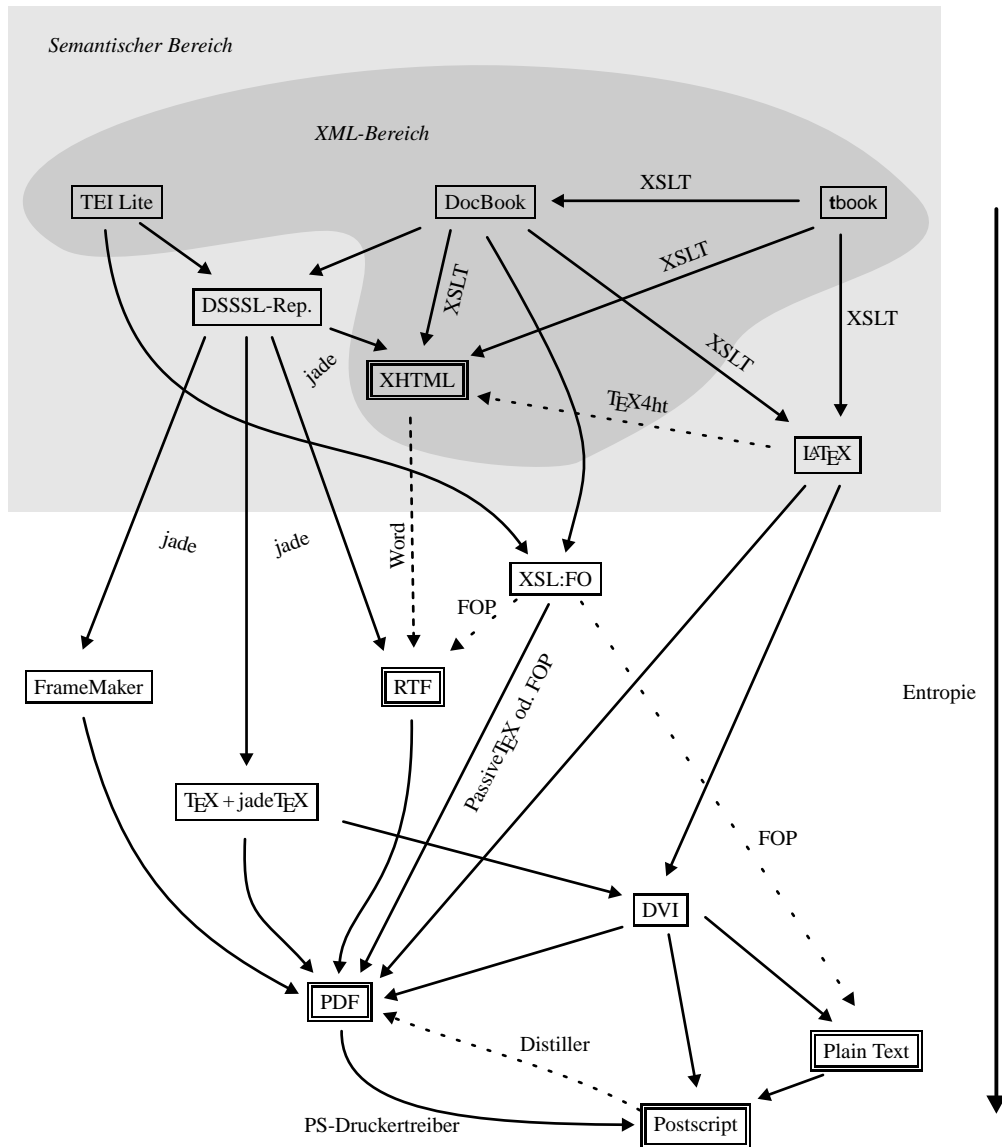 Semantischer Bereich
XML-Bereich
XSLT
TEI Lite
DocBook
tbook
XSLT
XSLT
DSSSL-Rep.
XSLT
XSLT
jade
XHTML
TEX4ht
LATEX
jade
jade
Word
XSL:FO
FOP
FrameMaker
RTF
Entropie
PassiveTEX od. FOP
TEX + jadeTEX
FOP
DVI
PDF
Distiller
Plain Text
PS-Druckertreiber
Postscript